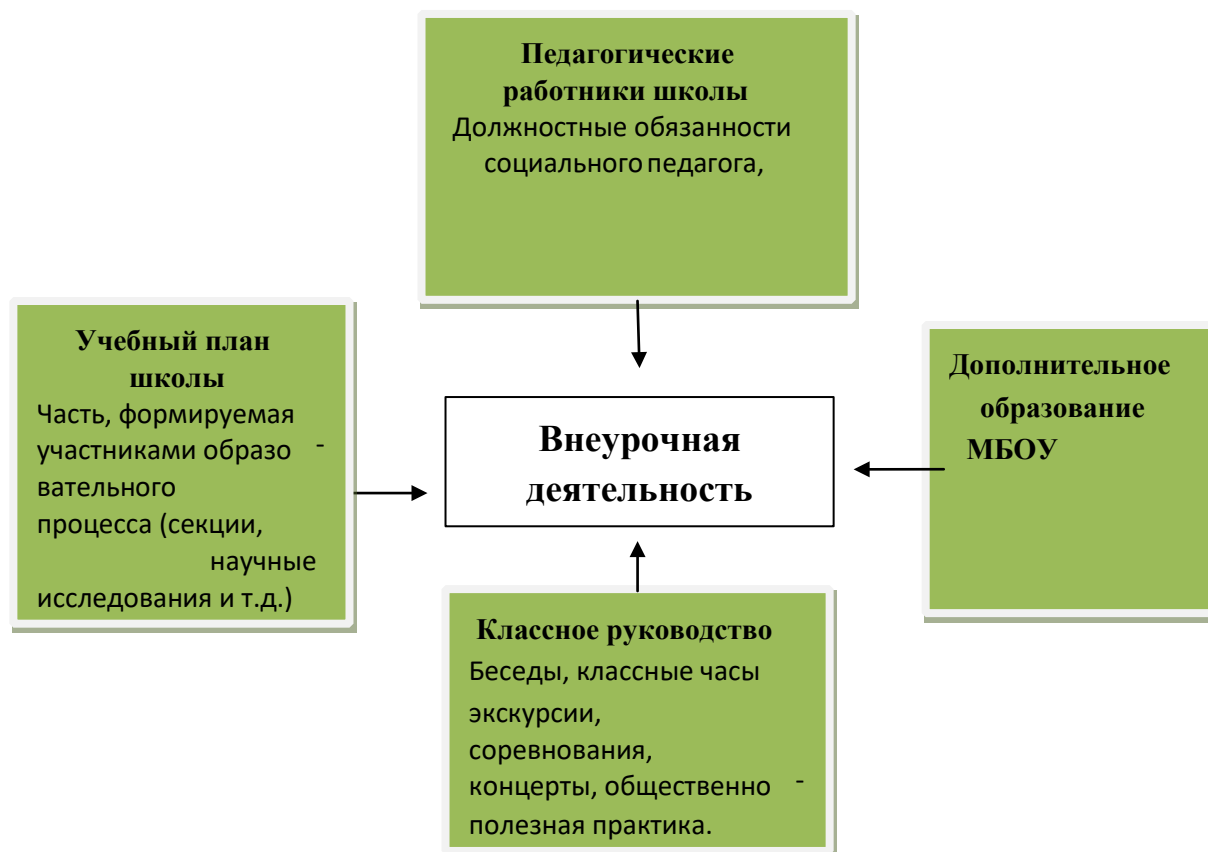 Педагогические
работники школы
Должностные обязанности
социального педагога,
Учебный план
школы
Часть, формируемая
участниками образо -
вательного
процесса (секции,
научные
исследования и т.д.)
Внеурочная
деятельность
Дополнительное
образование
МБОУ
Классное руководство
Беседы, классные часы
экскурсии,
соревнования,
концерты, общественно -
полезная практика.